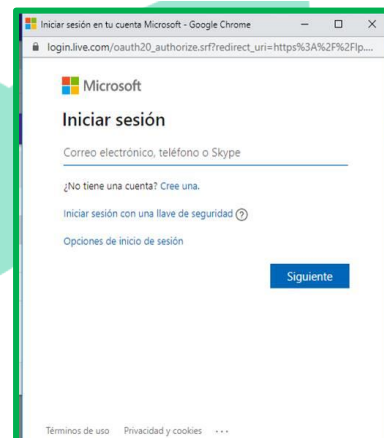 Iniciar sesión en tu cuenta Microsoft - Google Chrome
login.live.com/oauth20_authorize.srf?redirect_uri=https%3A%2F%2Flp....
Microsoft
Iniciar sesión
Correo electrónico, teléfono o Skype
¿No tiene una cuenta? Cree una.
Iniciar sesión con una llave de seguridad ?
Opciones de inicio de sesión
Siguiente
Términos de uso Privacidad y cookies ...